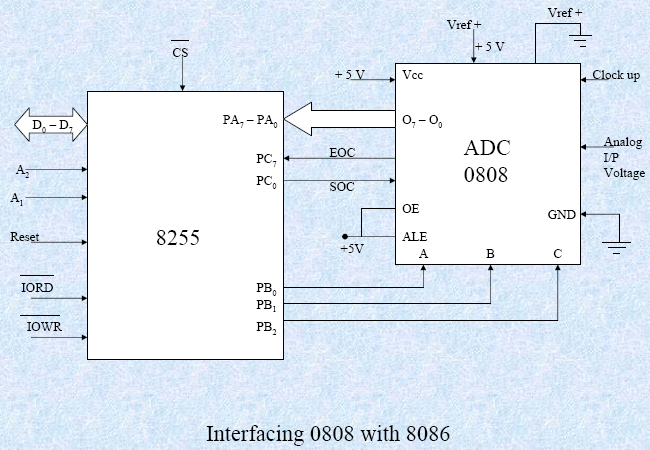 Vref +
Vref +
CS
+ 5 V
+ 5 V
Vcc
Clock up
D0 – D7
PA7 – PA0
O7 – O0
ADC
0808
Analog
I/P
Voltage
EOC
PC7
A2
PC0
SOC
A1
OE
GND
Reset
8255
ALE
+5V
A
B
C
IORD
PB0
PB1
IOWR
PB2
Interfacing 0808 with 8086